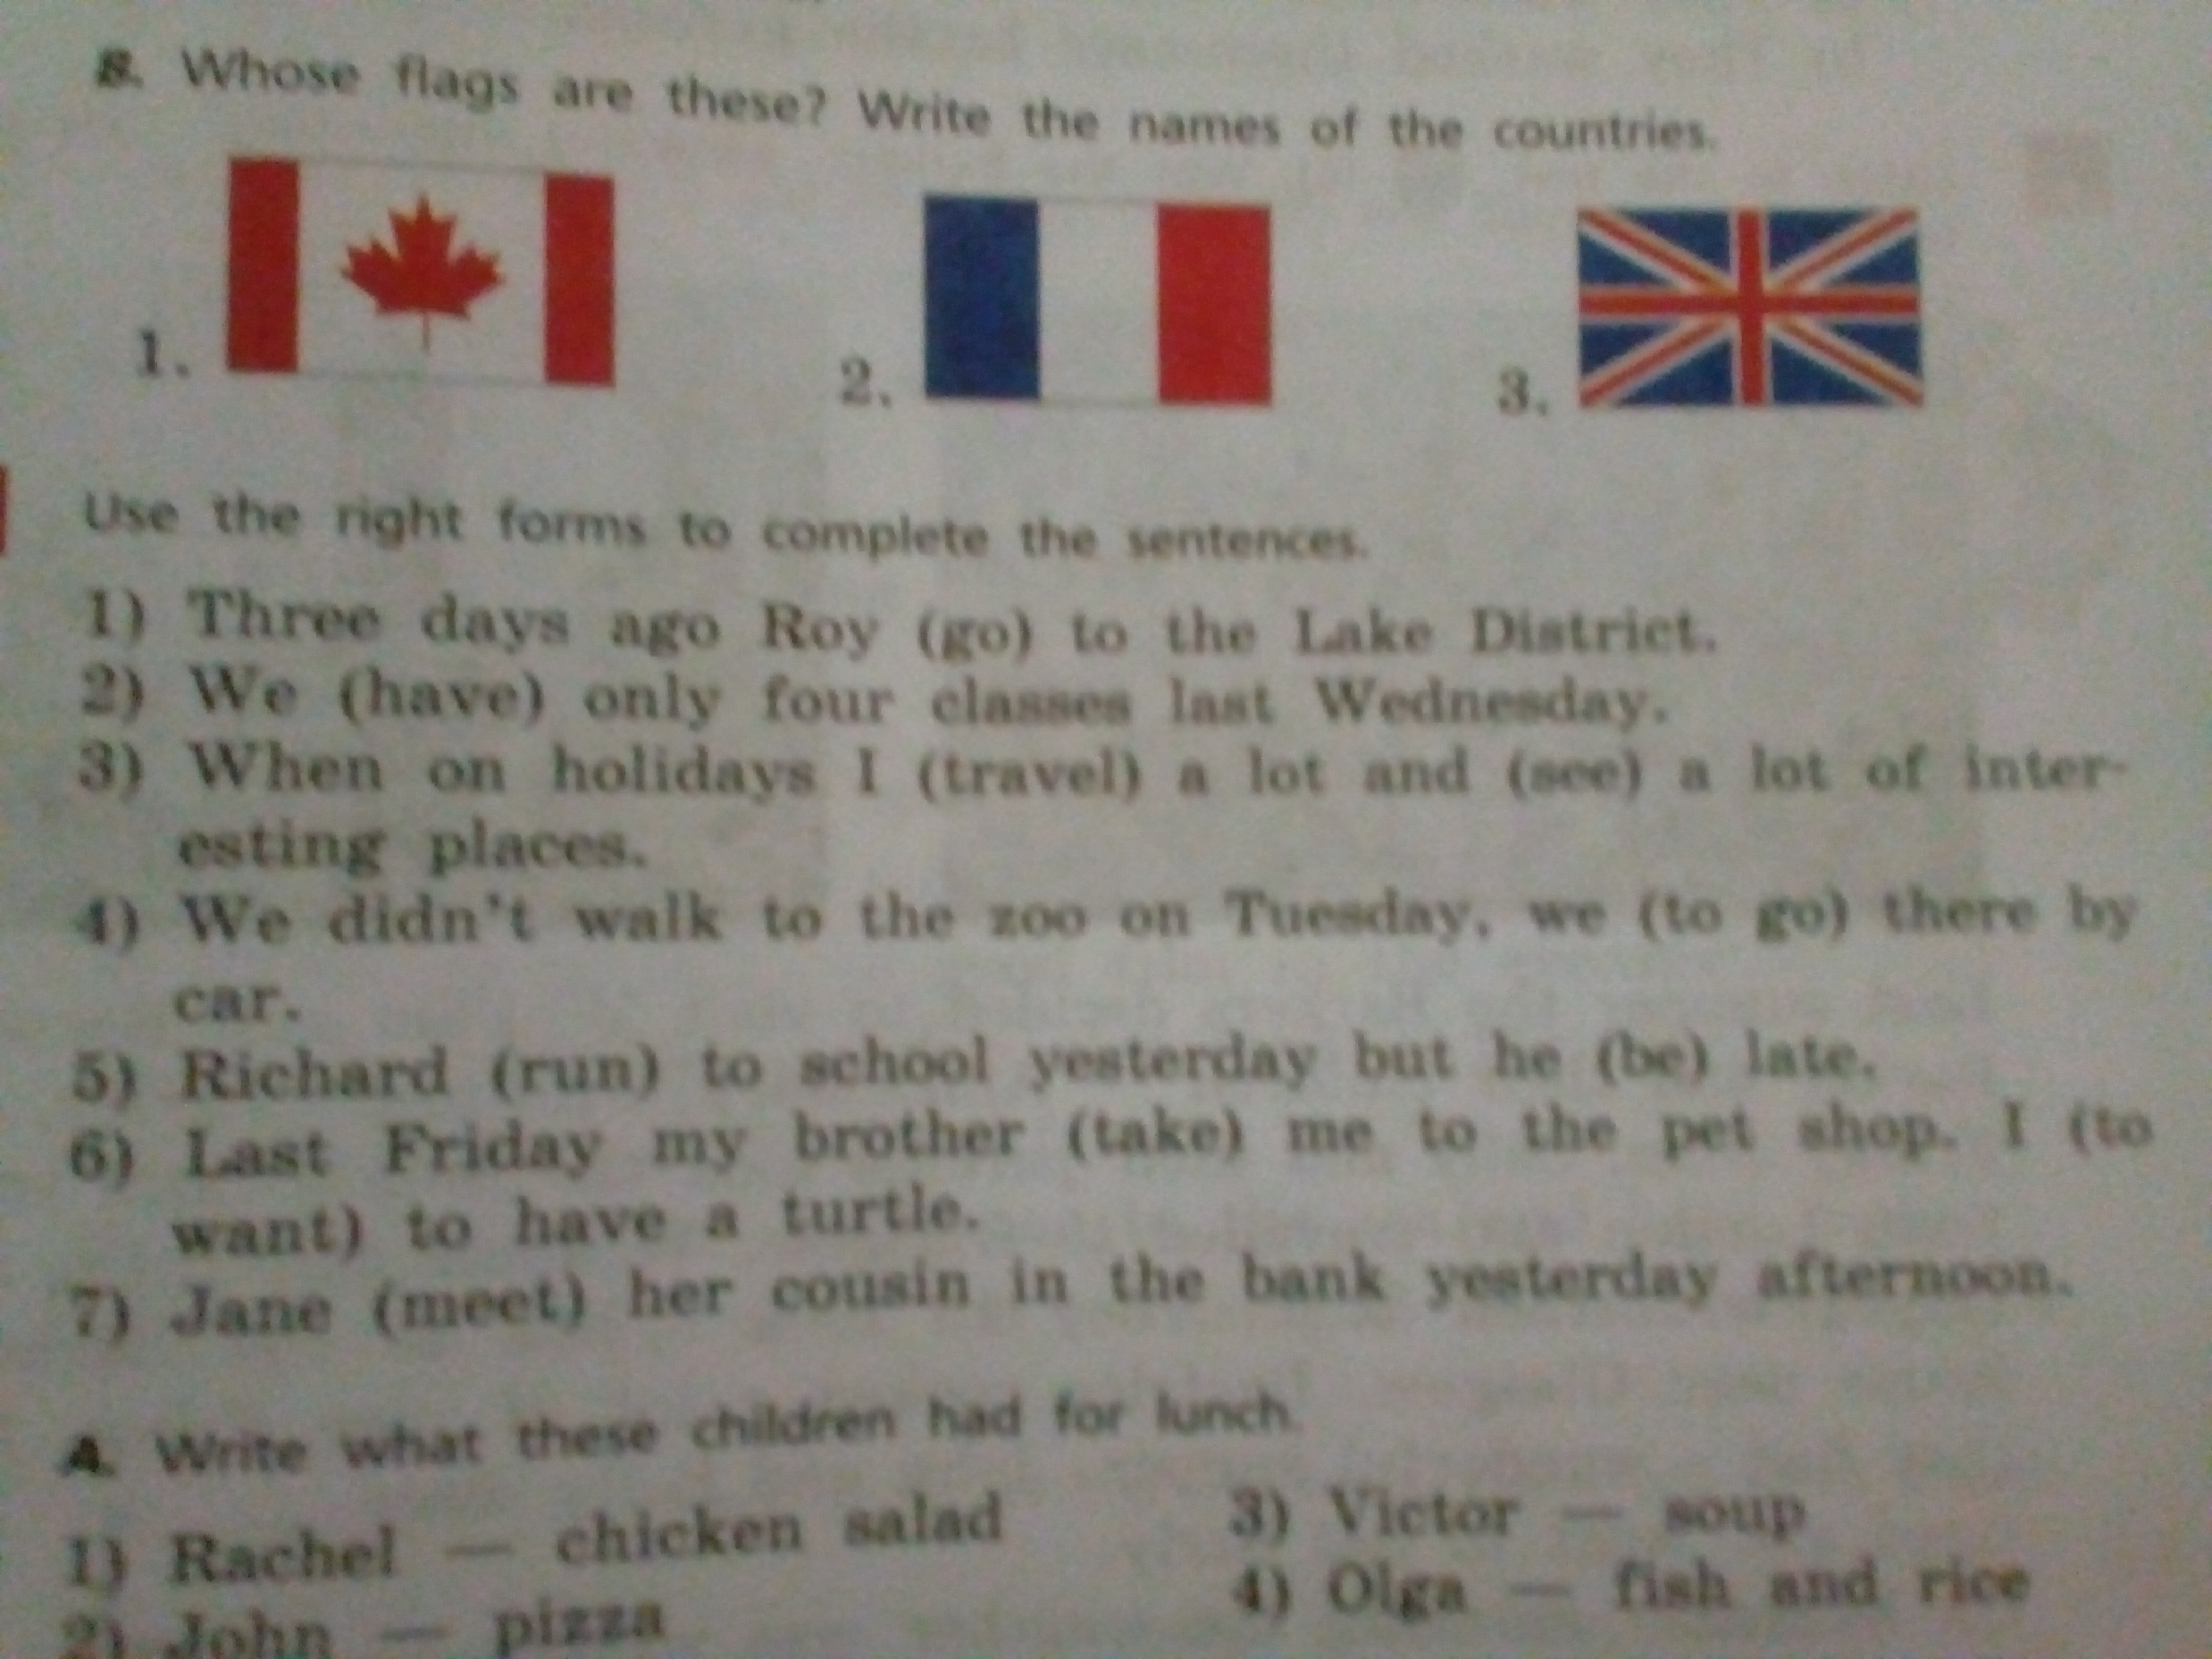 B. Whose flags are these? Write the names of the countries.
1. 2. 3.
Use the right forms to complete the sentences.
1) Three days ago Roy (go) to the Lake District.
2) We (have) only four classes last Wednesday.
3) When on holidays I (travel) a lot and (see) a lot of inter-
esting places.
4) We didn't walk to the zoo on Tuesday, we (to go) there by
car.
5) Richard (run) to school yesterday but he (be) late.
6) Last Friday my brother (take) me to the pet shop. I (to
want) to have a turtle.
7) Jane (meet) her cousin in the bank yesterday afternoon.
A. Write what these children had for lunch.
1) Rachel — chicken salad
2) John — pizza
3) Victor — soup
4) Olga — fish and rice